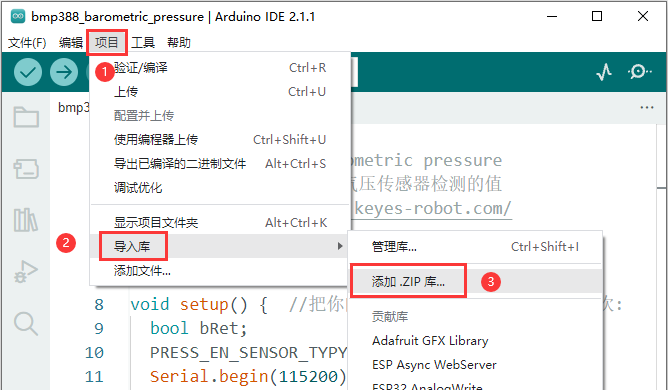 bmp388_barometric_pressure | Arduino IDE 2.1.1
文件(F) 编辑 项目 工具 帮助
1
验证/编译 Ctrl+R
上传 Ctrl+U
bmp3
配置并上传
使用编程器上传 Ctrl+Shift+U
导出已编译的二进制文件 Alt+Ctrl+S
ometric pressure
调试优化
气压传感器检测的值
显示项目文件夹 Alt+Ctrl+K
keyes-robot.com/
2
导入库
管理库... Ctrl+Shift+I
添加文件...
添加 .ZIP 库...
3
8 void setup() { //把你 次:
贡献库
9 bool bRet;
Adafruit GFX Library
10 PRESS_EN_SENSOR_TYPY
ESP Async WebServer
11 Serial.begin(115200)
ESP32 AnalogWrite